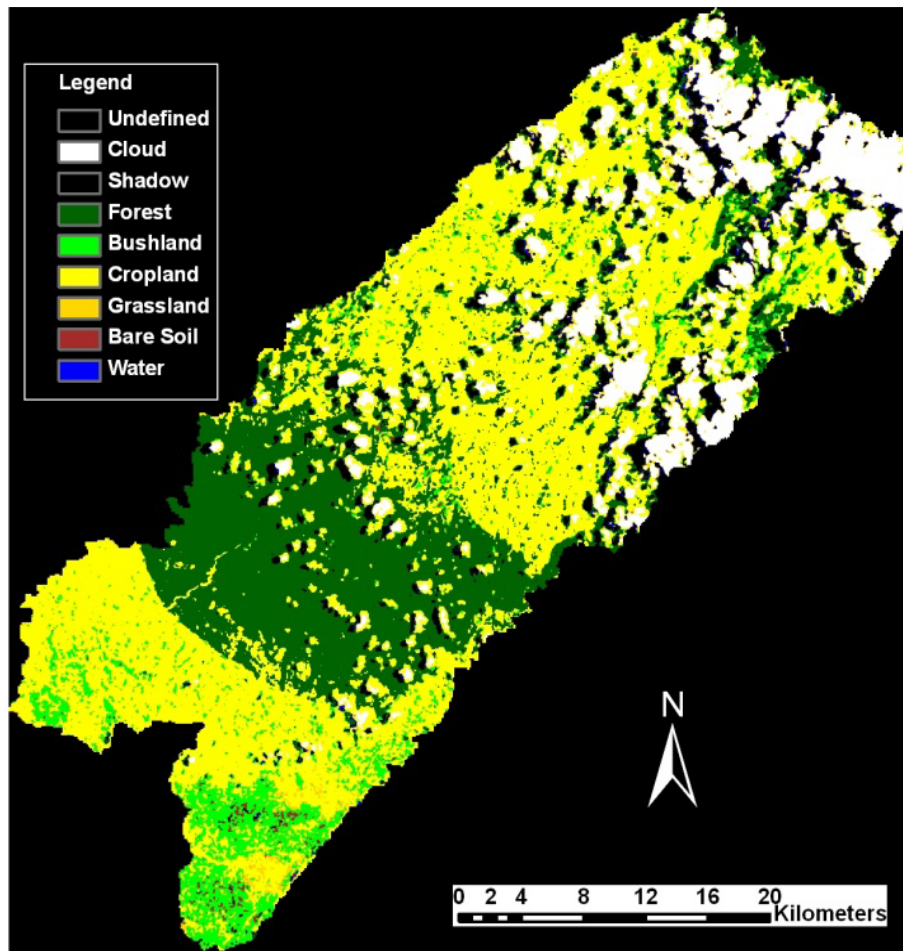 Legend
Undefined
Cloud
Shadow
Forest
Bushland
Cropland
Grassland
Bare Soil
Water
N
0 2 4 8 12 16 20
Kilometers